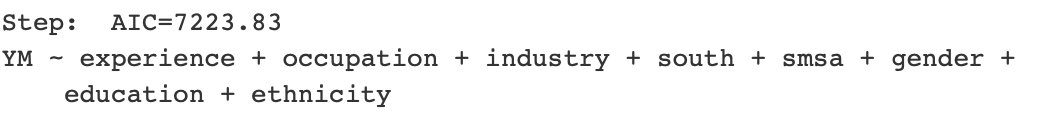 Step:  AIC=7223.83
YM ~ experience + occupation + industry + south + smsa + gender +
    education + ethnicity